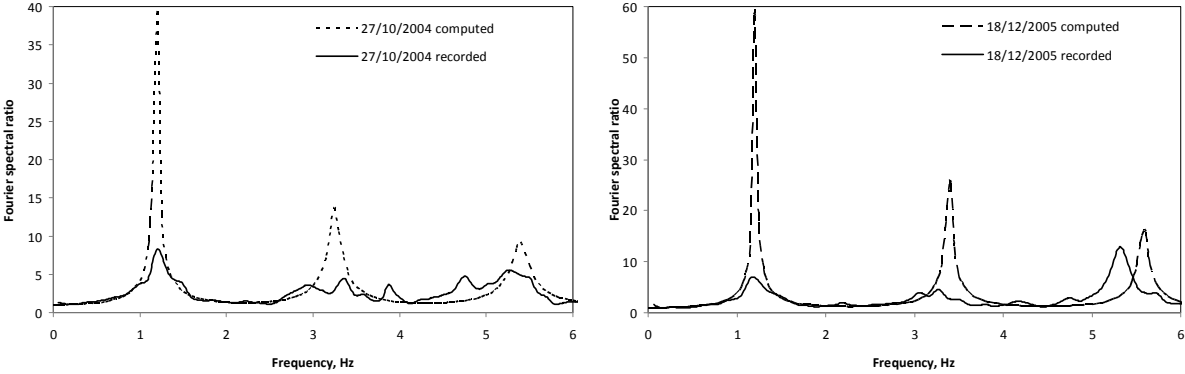 40
35
30
25
20
15
10
5
0
Fourier spectral ratio
27/10/2004 computed
27/10/2004 recorded
0 1 2 3 4 5 6
Frequency, Hz
60
50
40
30
20
10
0
Fourier spectral ratio
18/12/2005 computed
18/12/2005 recorded
0 1 2 3 4 5 6
Frequency, Hz